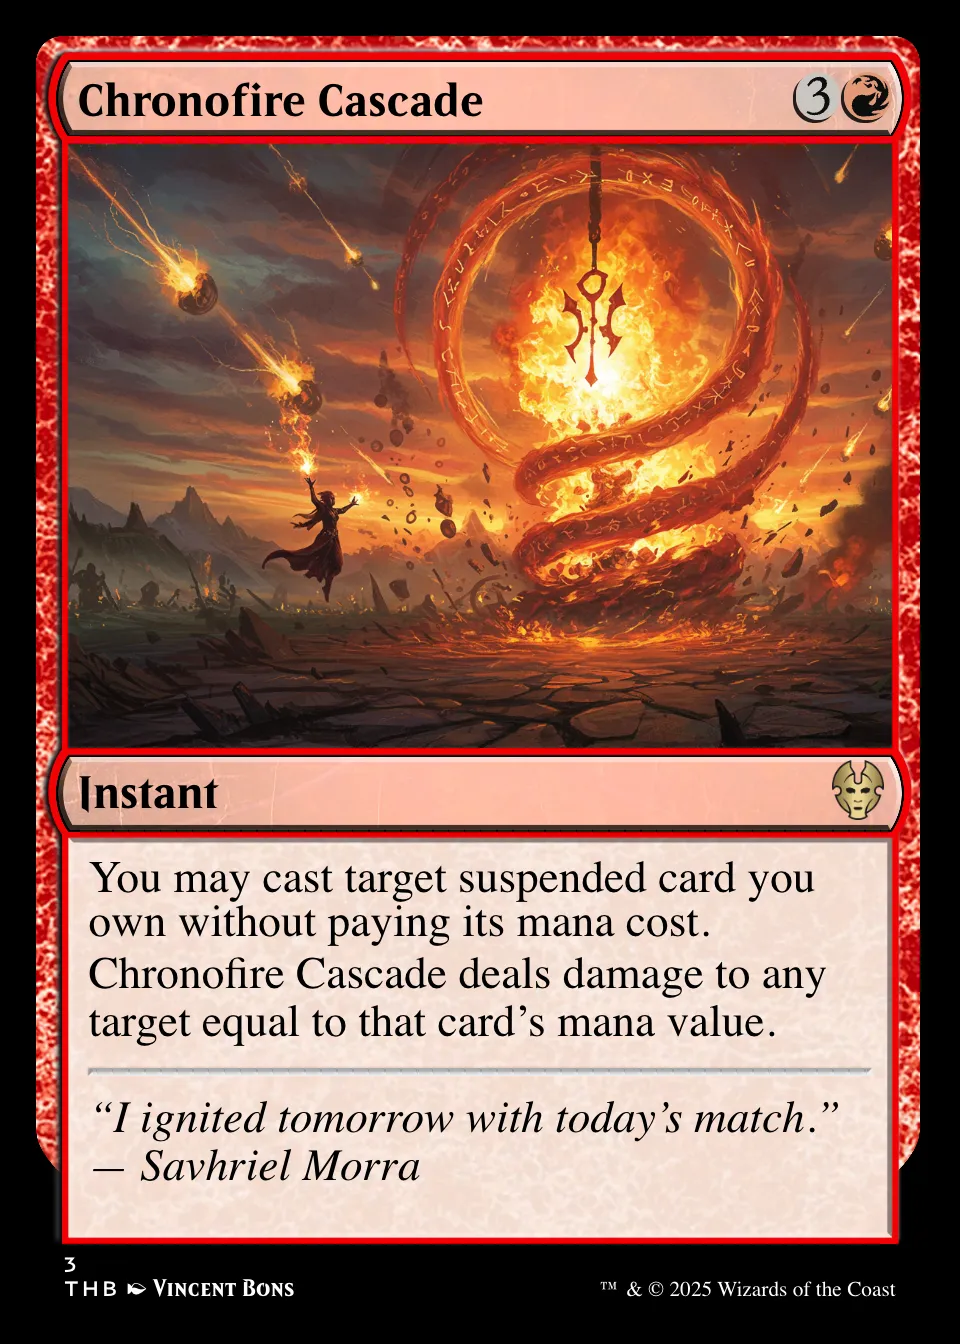 Chronofire Cascade 3
Instant
You may cast target suspended card you
own without paying its mana cost.
Chronofire Cascade deals damage to any
target equal to that card’s mana value.
“I ignited tomorrow with today’s match.”
— Savhriel Morra
3
THB Vincent Bons
™ & © 2025 Wizards of the Coast